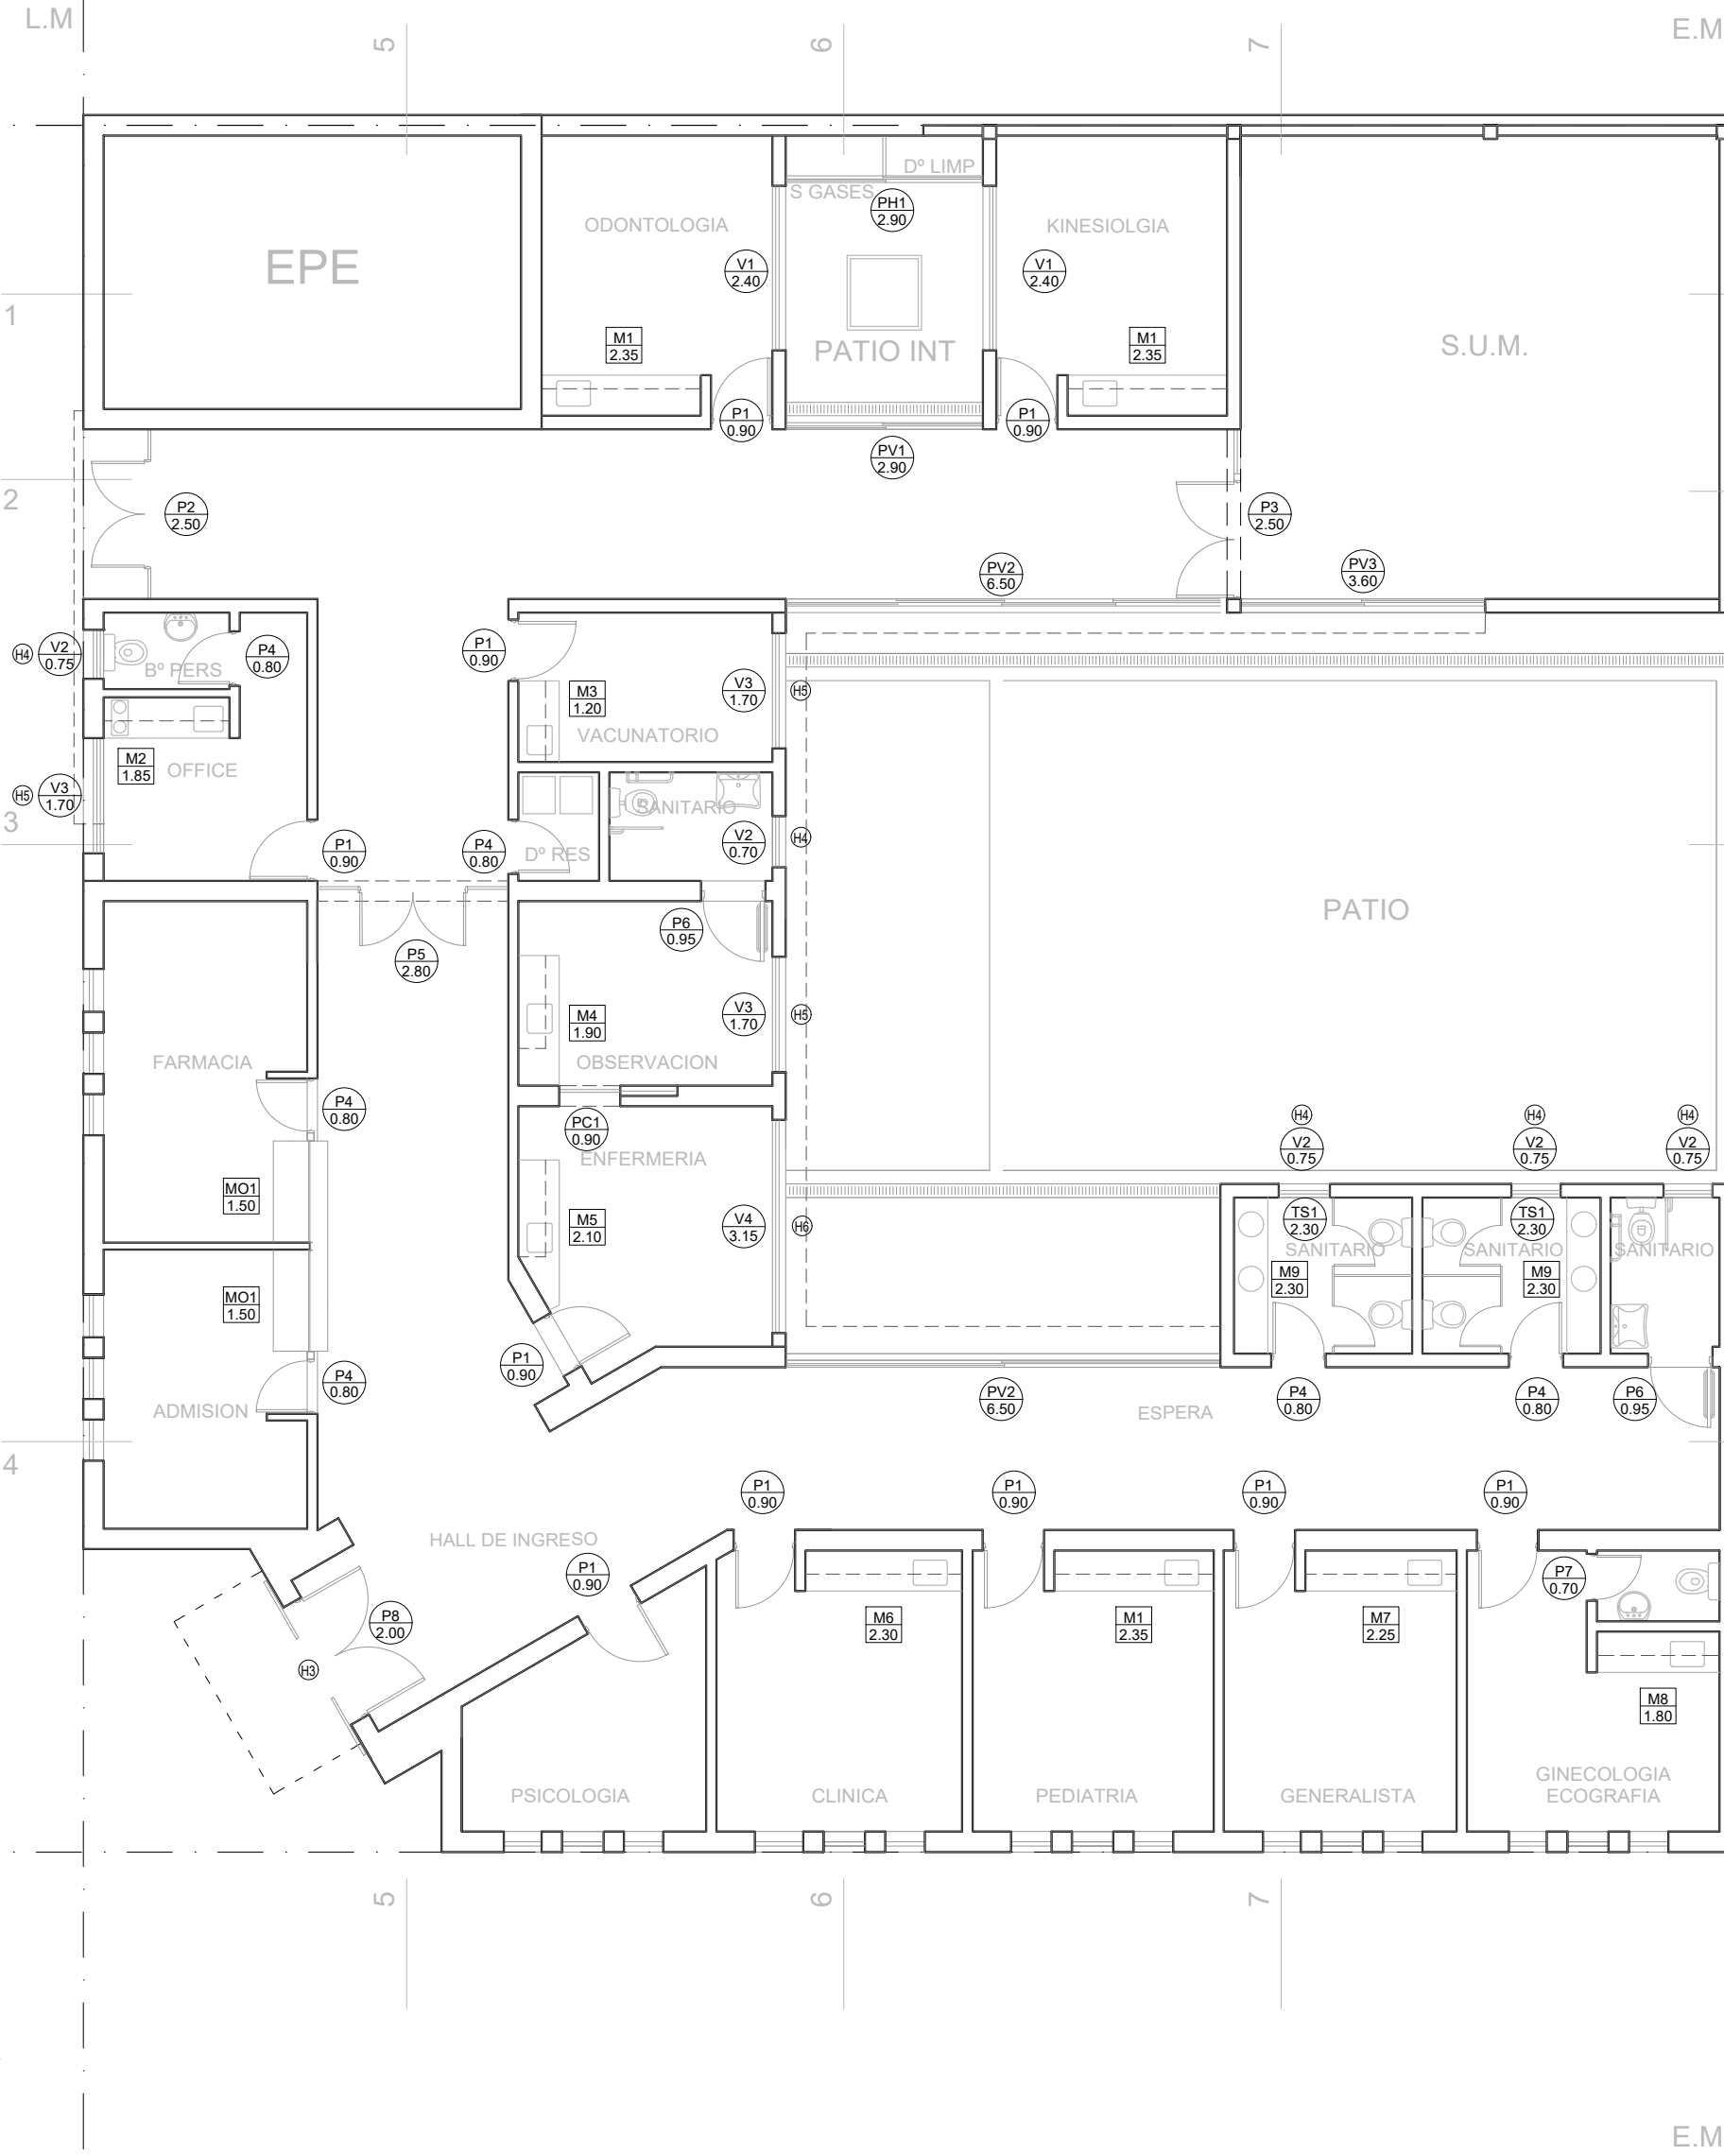 L.M
E.M
5
6
7
Dº LIMP
S GASES
PH1
2.90
ODONTOLOGIA
KINESIOLGIA
EPE
V1
2.40
V1
2.40
1
M1
2.35
PATIO INT
M1
2.35
S.U.M.
P1
0.90
P1
0.90
PV1
2.90
2
P2
2.50
P3
2.50
PV2
6.50
PV3
3.60
H4
V2
0.75
Bº PERS
P4
0.80
P1
0.90
M3
1.20
V3
1.70
H5
VACUNATORIO
M2
1.85
OFFICE
H5
V3
1.70
3
SANITARIO
P1
0.90
P4
0.80
Dº RES
V2
0.70
H4
PATIO
P6
0.95
P5
2.80
M4
1.90
V3
1.70
H5
FARMACIA
OBSERVACION
P4
0.80
PC1
0.90
ENFERMERIA
H4
V2
0.75
H4
V2
0.75
H4
V2
0.75
MO1
1.50
M5
2.10
V4
3.15
H6
TS1
2.30
TS1
2.30
SANITARIO
SANITARIO
SANITARIO
M9
2.30
M9
2.30
MO1
1.50
P1
0.90
P4
0.80
ADMISION
PV2
6.50
ESPERA
P4
0.80
P4
0.80
P6
0.95
4
P1
0.90
P1
0.90
P1
0.90
P1
0.90
HALL DE INGRESO
P1
0.90
P7
0.70
P8
2.00
M6
2.30
M1
2.35
M7
2.25
H3
M8
1.80
PSICOLOGIA
CLINICA
PEDIATRIA
GENERALISTA
GINECOLOGIA
ECOGRAFIA
5
6
7
E.M